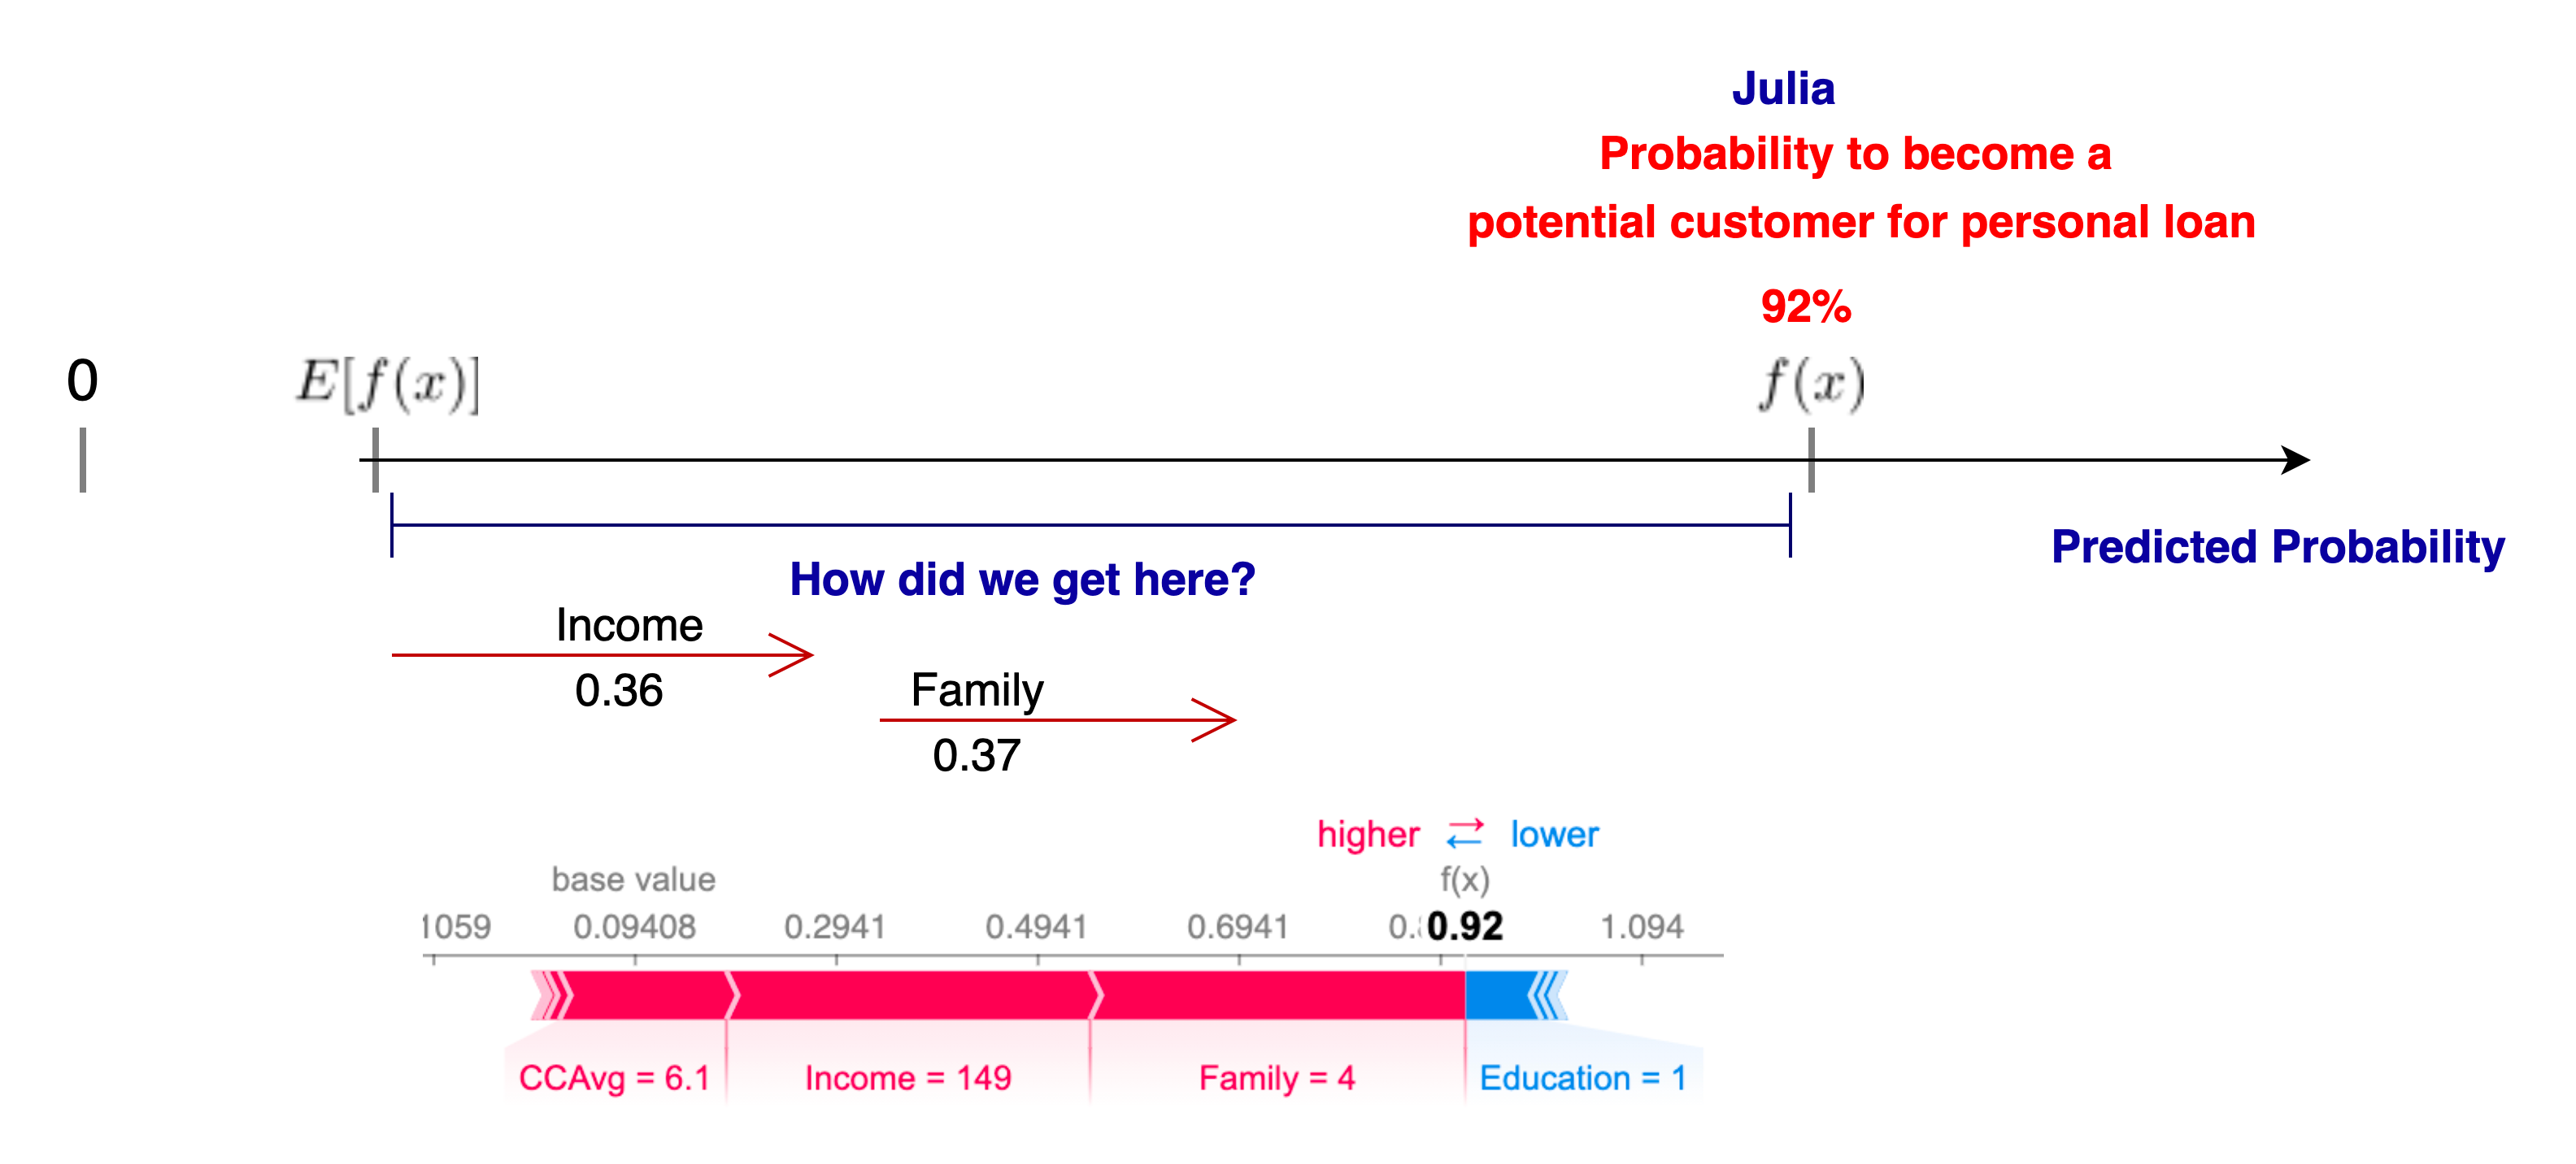 Julia
Probability to become a
potential customer for personal loan
92%
0
E[f(x)]
f(x)
Predicted Probability
How did we get here?
Income
0.36
Family
0.37
higher lower
base value
f(x)
1059 0.09408 0.2941 0.4941 0.6941 0.92 1.094
CCAvg = 6.1 Income = 149 Family = 4 Education = 1